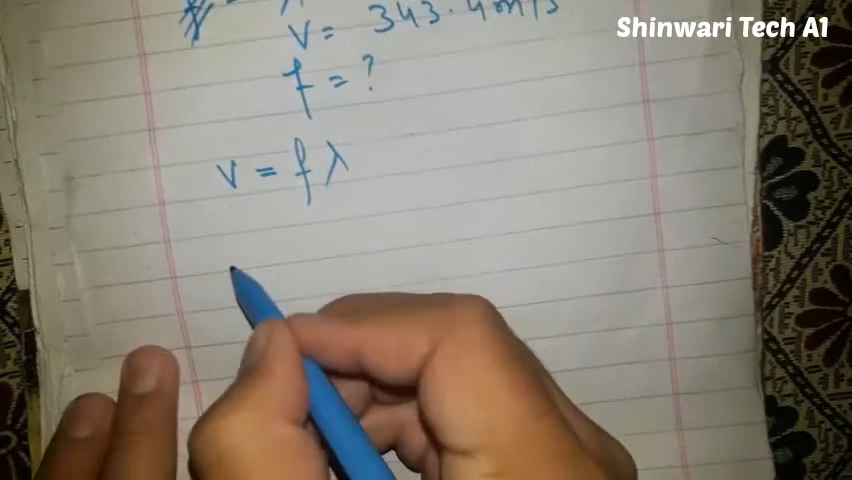 Shinwari Tech A1
v = 343.4m/s
f = ?
v = fλ